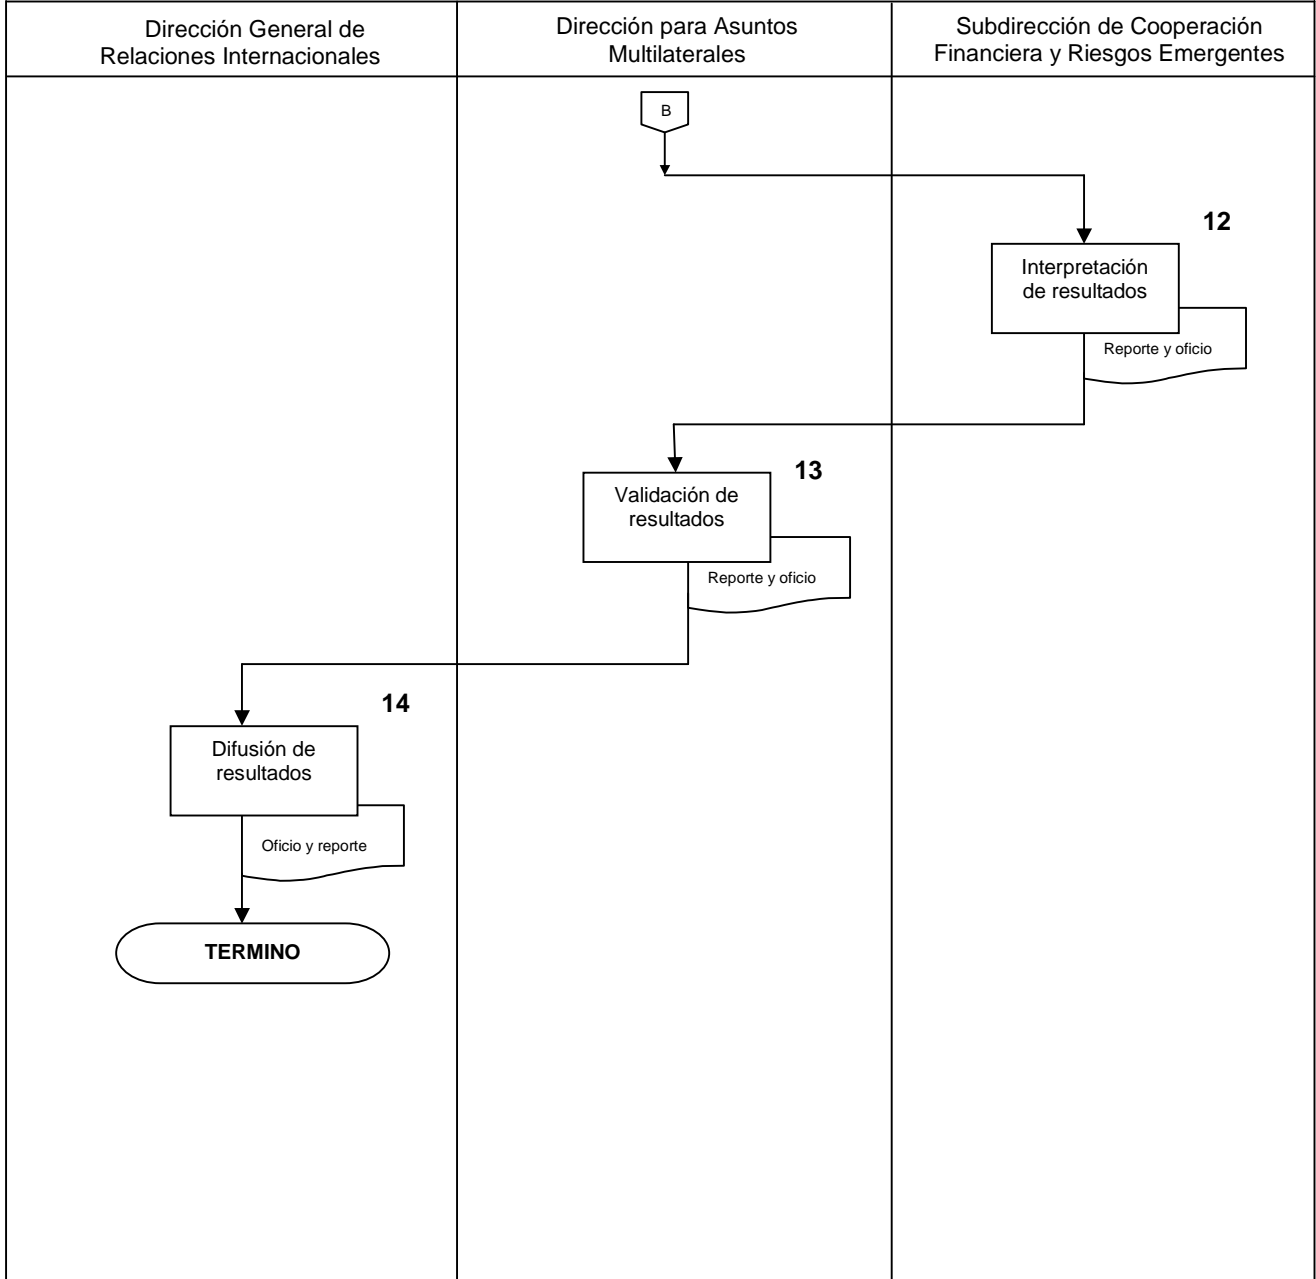 Dirección General de
Relaciones Internacionales
Dirección para Asuntos
Multilaterales
Subdirección de Cooperación
Financiera y Riesgos Emergentes
B
12
Interpretación
de resultados
Reporte y oficio
13
Validación de
resultados
Reporte y oficio
14
Difusión de
resultados
Oficio y reporte
TERMINO